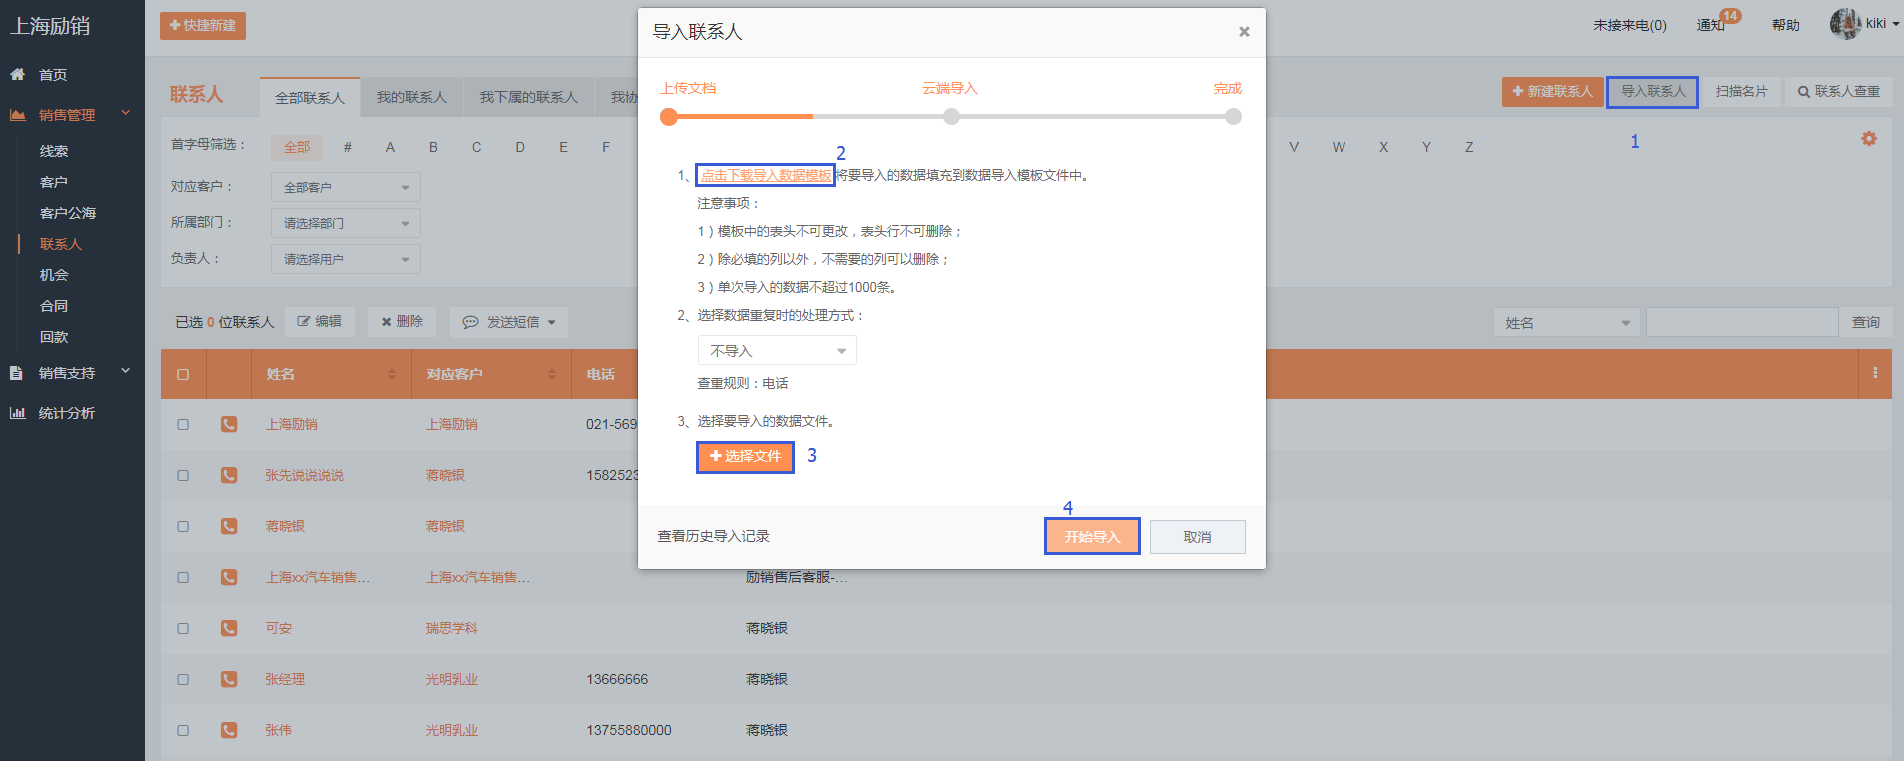 上海励销
首页
销售管理
线索
客户
客户公海
联系人
机会
合同
回款
销售支持
统计分析
快捷新建
未接来电(0)
通知
14
帮助
kiki
联系人
全部联系人
我的联系人
我下属的联系人
我协
新建联系人
导入联系人
扫描名片
联系人查重
1
首字母筛选：
全部
# A B C D E F
V W X Y Z
对应客户：
全部客户
所属部门：
请选择部门
负责人：
请选择用户
已选 0 位联系人
编辑
删除
发送短信
姓名
查询
姓名 对应客户 电话
上海励销 上海励销 021-569
张先说说说说 蒋晓银 1582523
蒋晓银 蒋晓银
上海xx汽车销售… 上海xx汽车销售… 励销售后客服-…
可安 瑞思学科 蒋晓银
张经理 光明乳业 13666666 蒋晓银
张伟 光明乳业 13755880000 蒋晓银
导入联系人
×
上传文档 云端导入 完成
2
1、点击下载导入数据模板将要导入的数据填充到数据导入模板文件中。
注意事项：
1）模板中的表头不可更改，表头行不可删除；
2）除必填的列以外，不需要的列可以删除；
3）单次导入的数据不超过1000条。
2、选择数据重复时的处理方式：
不导入
查重规则：电话
3、选择要导入的数据文件。
选择文件
3
4
查看历史导入记录
开始导入
取消